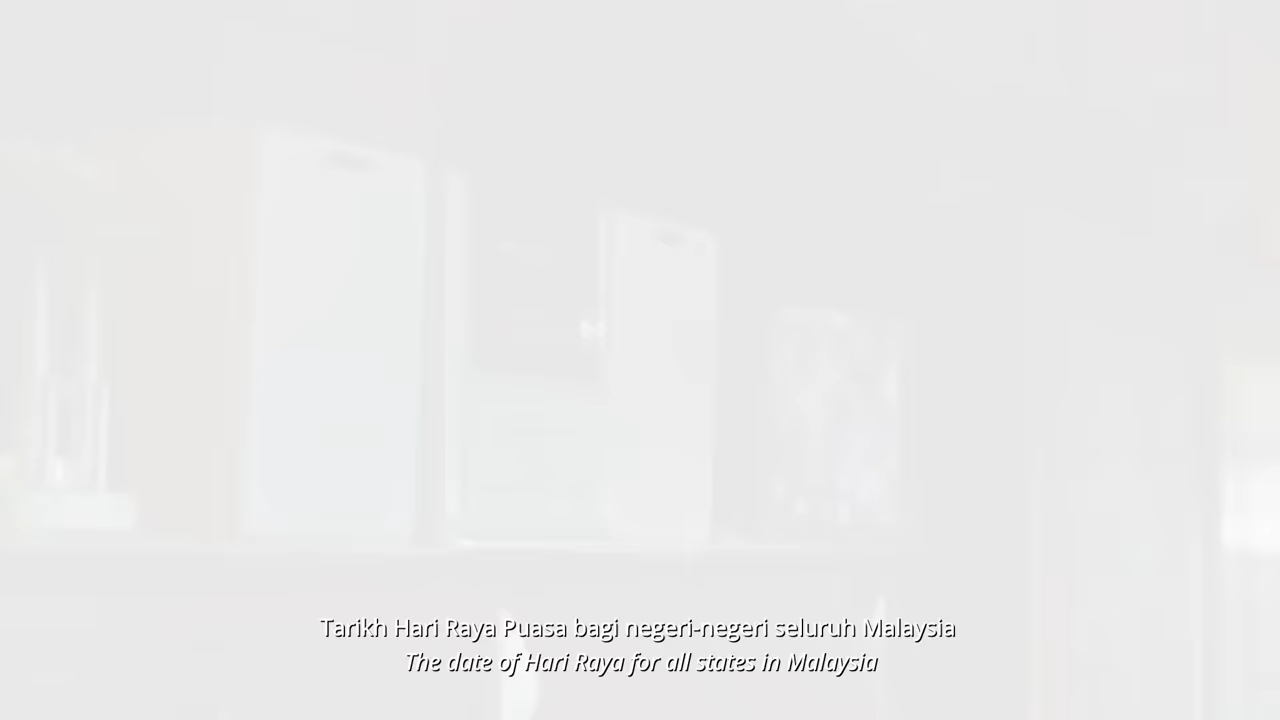 Tarikh Hari Raya Puasa bagi negeri-negeri seluruh Malaysia
The date of Hari Raya for all states in Malaysia